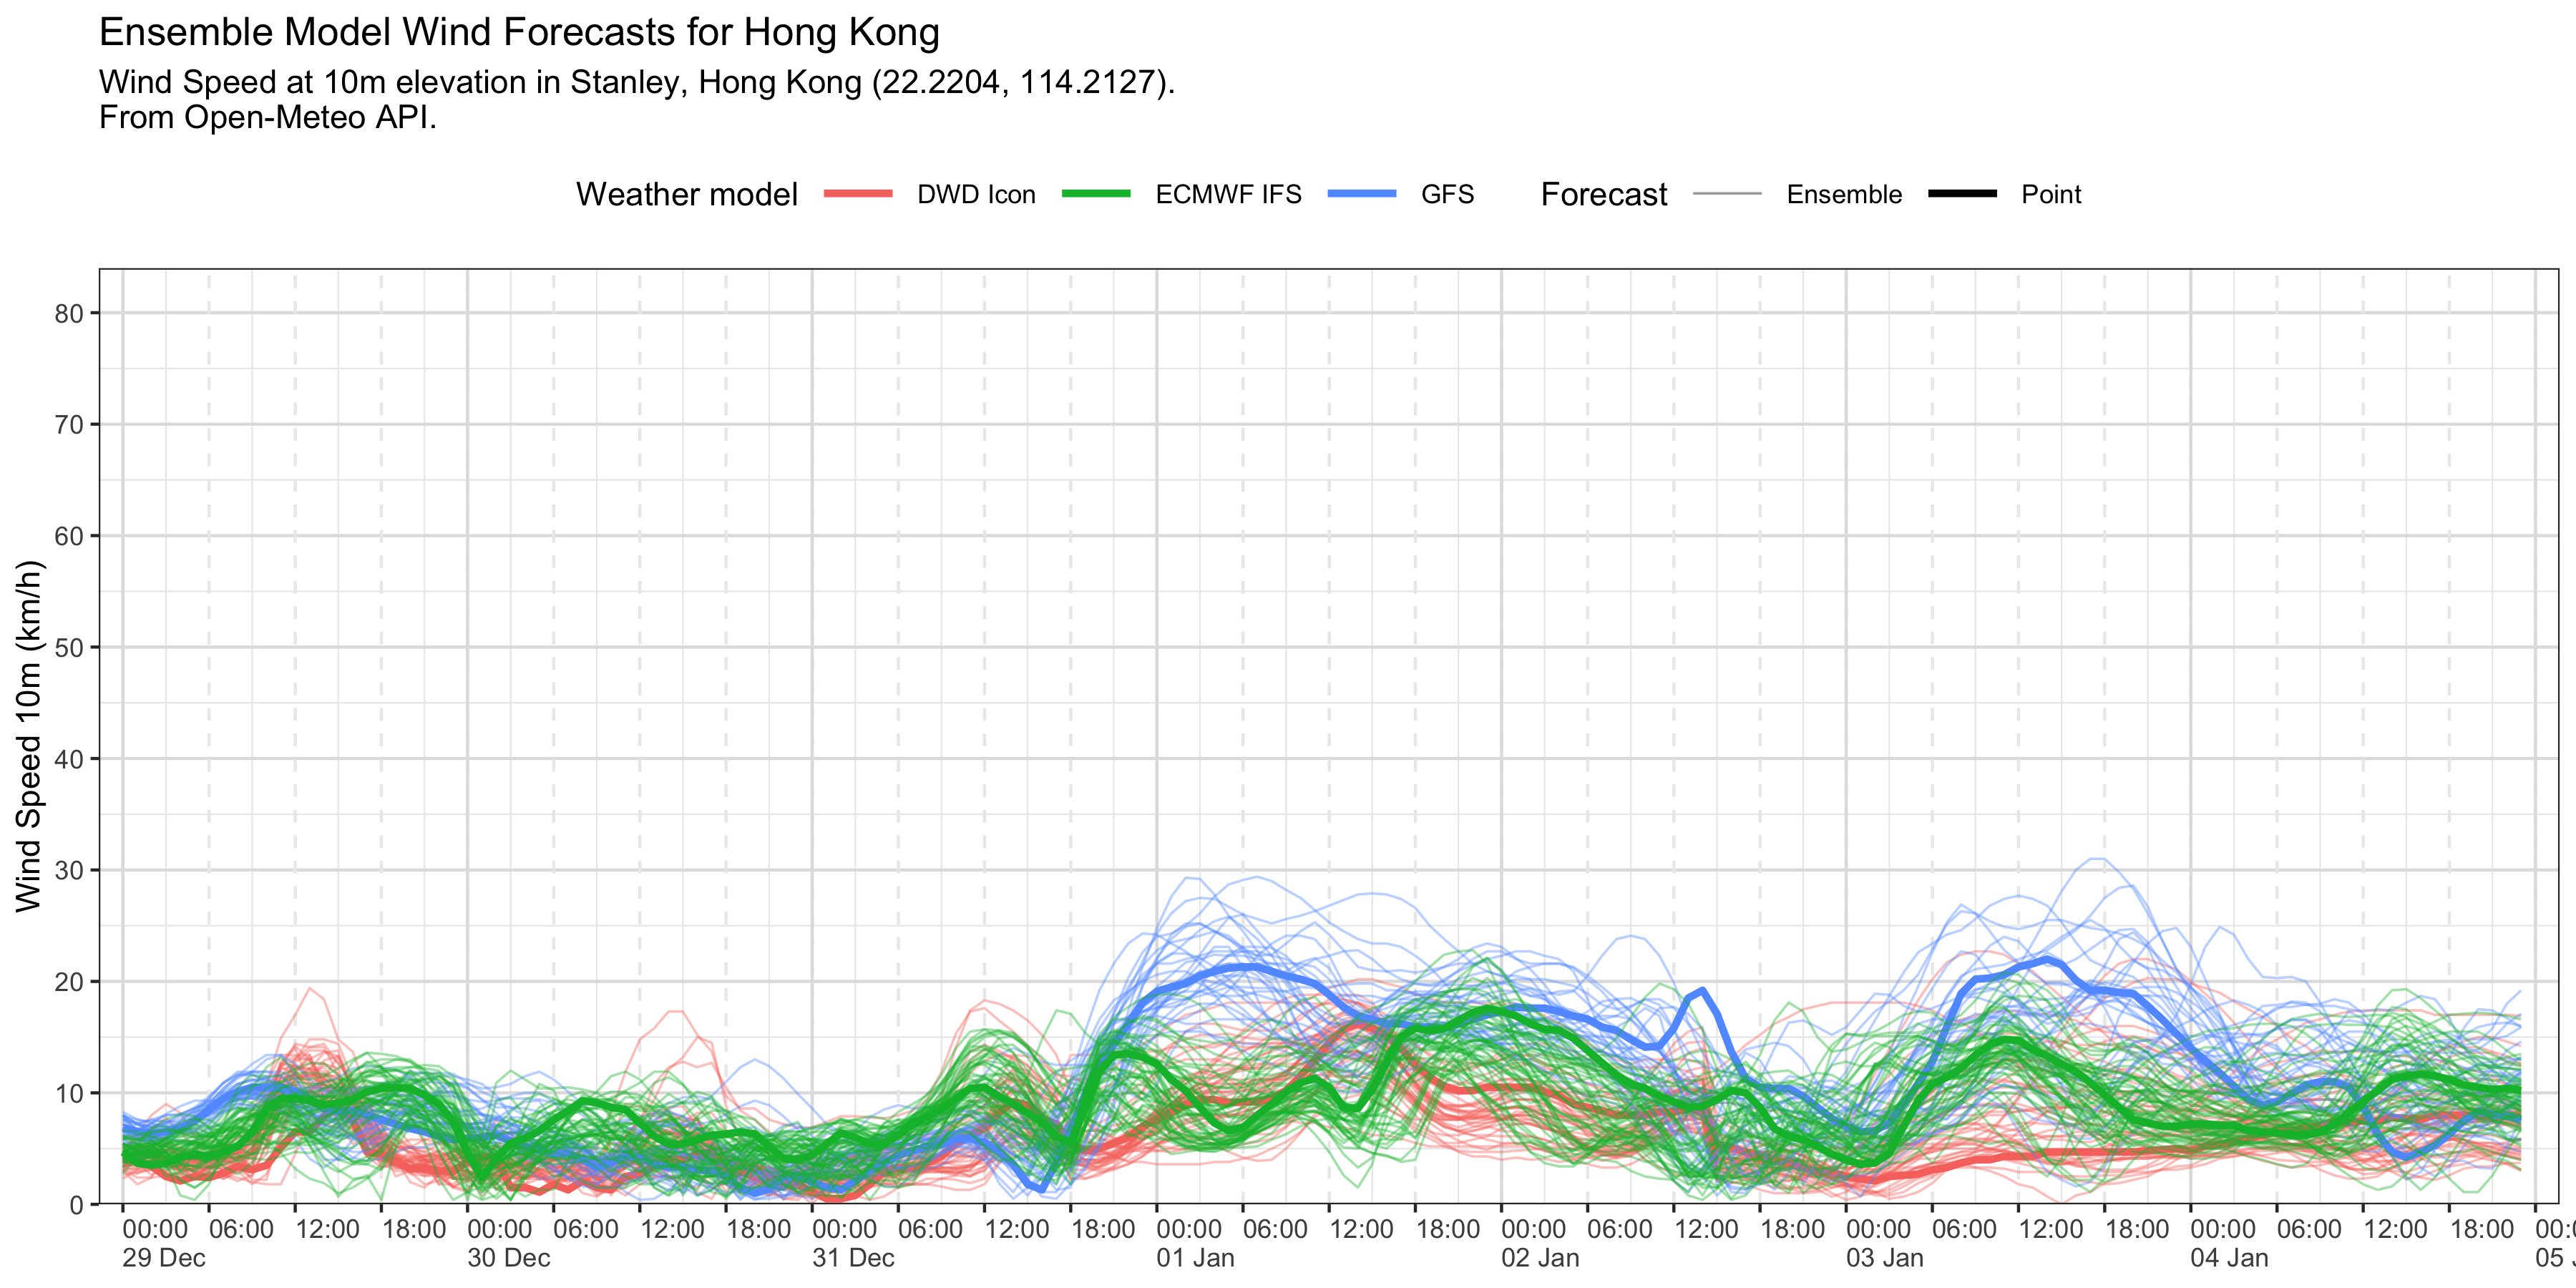 Ensemble Model Wind Forecasts for Hong Kong
Wind Speed at 10m elevation in Stanley, Hong Kong (22.2204, 114.2127).
From Open-Meteo API.
Weather model DWD Icon ECMWF IFS GFS Forecast Ensemble Point
Wind Speed 10m (km/h)
80
70
60
50
40
30
20
10
0
00:00 06:00 12:00 18:00 00:00 06:00 12:00 18:00 00:00 06:00 12:00 18:00 00:00 06:00 12:00 18:00 00:00 06:00 12:00 18:00 00:00 06:00 12:00 18:00 00:00 06:00 12:00 18:00 00:0
29 Dec 30 Dec 31 Dec 01 Jan 02 Jan 03 Jan 04 Jan 05